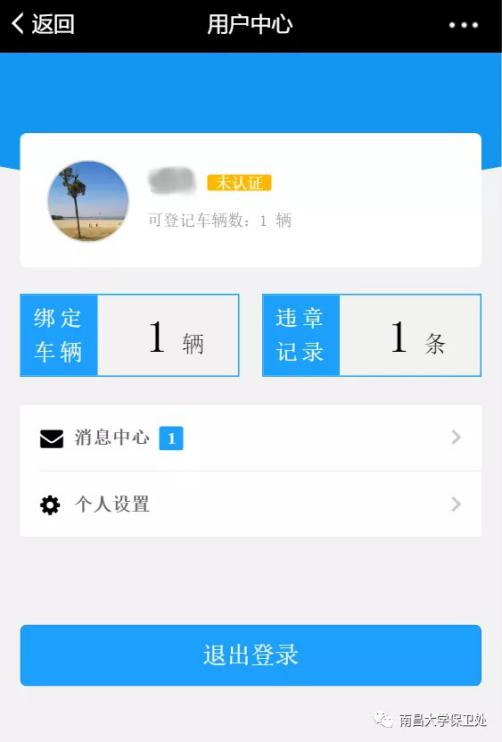 返回
用户中心
未认证
可登记车辆数：1 辆
绑定
车辆
1 辆
违章
记录
1 条
消息中心 1
个人设置
退出登录
南昌大学保卫处